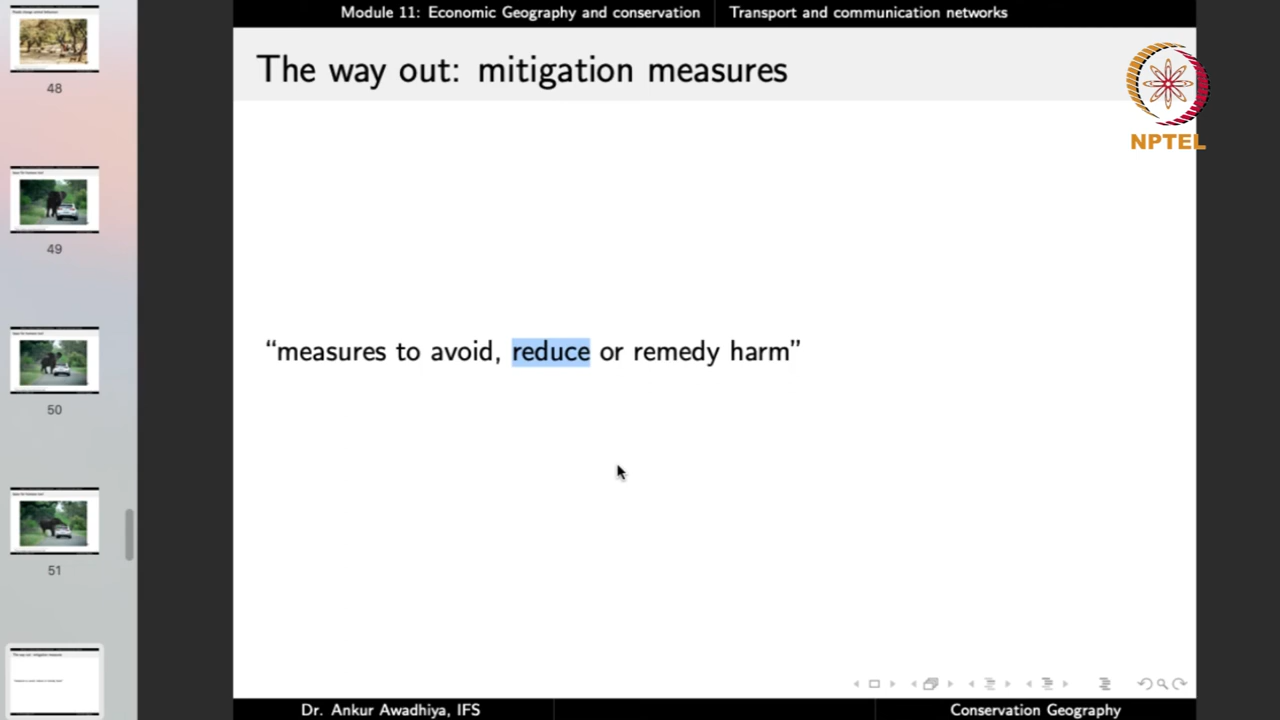 Module 11: Economic Geography and conservation
Transport and communication networks
The way out: mitigation measures
NPTEL
“measures to avoid, reduce or remedy harm”
48
49
50
51
Dr. Ankur Awadhiya, IFS
Conservation Geography